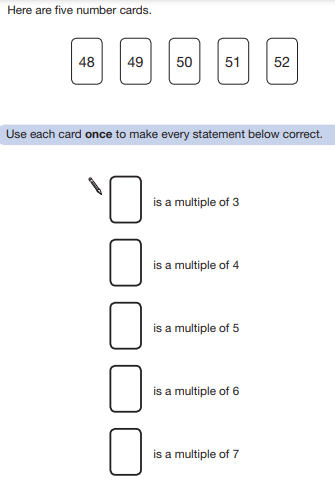 Here are five number cards.
48 49 50 51 52
Use each card once to make every statement below correct.
is a multiple of 3
is a multiple of 4
is a multiple of 5
is a multiple of 6
is a multiple of 7